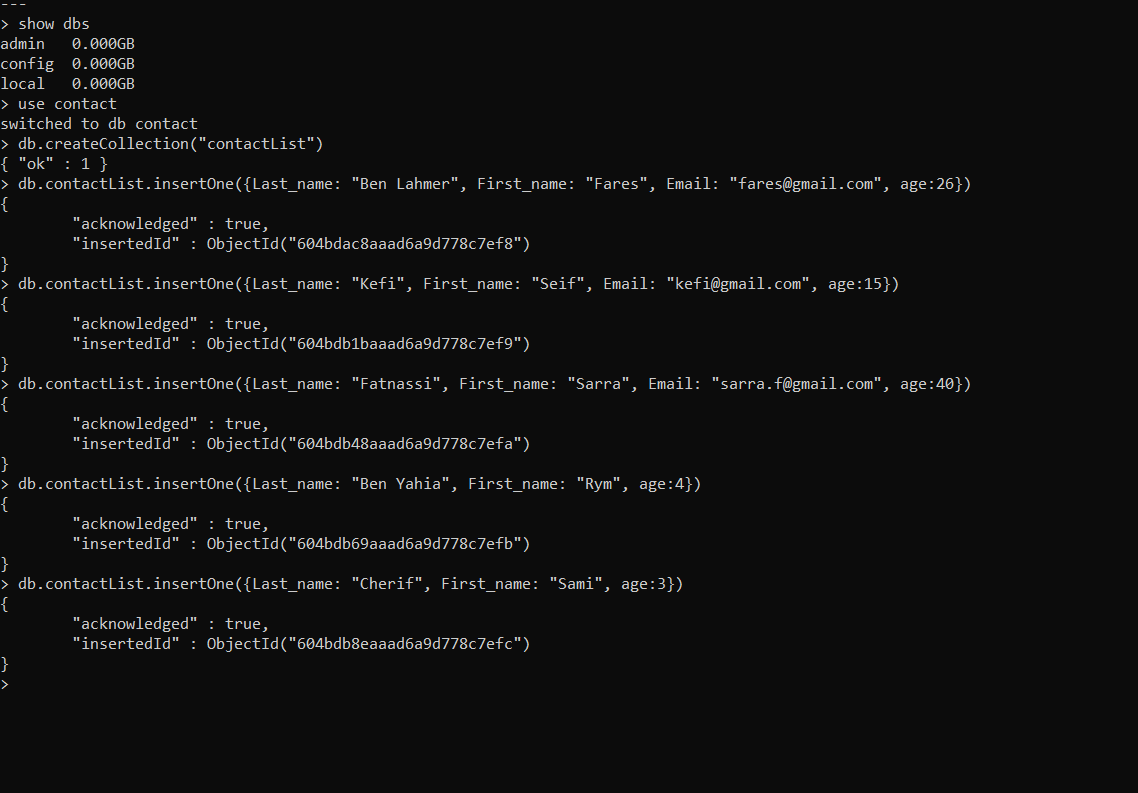 ---
> show dbs
admin   0.000GB
config  0.000GB
local   0.000GB
> use contact
switched to db contact
> db.createCollection("contactList")
{ "ok" : 1 }
> db.contactList.insertOne({Last_name: "Ben Lahmer", First_name: "Fares", Email: "fares@gmail.com", age:26})
{
        "acknowledged" : true,
        "insertedId" : ObjectId("604bdac8aaad6a9d778c7ef8")
}
> db.contactList.insertOne({Last_name: "Kefi", First_name: "Seif", Email: "kefi@gmail.com", age:15})
{
        "acknowledged" : true,
        "insertedId" : ObjectId("604bdb1baaad6a9d778c7ef9")
}
> db.contactList.insertOne({Last_name: "Fatnassi", First_name: "Sarra", Email: "sarra.f@gmail.com", age:40})
{
        "acknowledged" : true,
        "insertedId" : ObjectId("604bdb48aaad6a9d778c7efa")
}
> db.contactList.insertOne({Last_name: "Ben Yahia", First_name: "Rym", age:4})
{
        "acknowledged" : true,
        "insertedId" : ObjectId("604bdb69aaad6a9d778c7efb")
}
> db.contactList.insertOne({Last_name: "Cherif", First_name: "Sami", age:3})
{
        "acknowledged" : true,
        "insertedId" : ObjectId("604bdb8eaaad6a9d778c7efc")
}
>